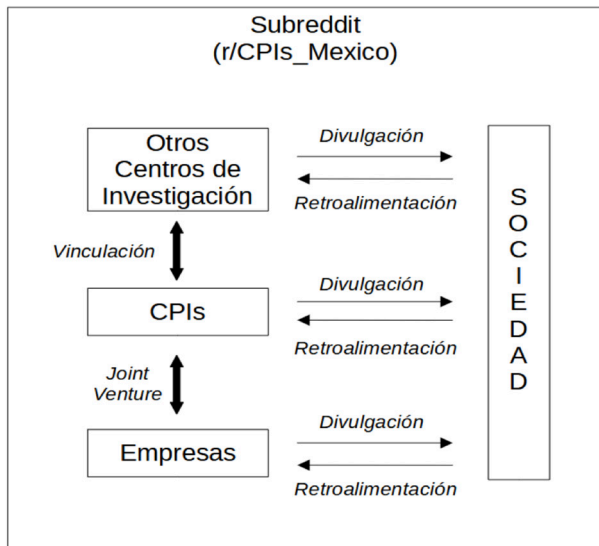 Subreddit
(r/CPIs_Mexico)
Otros
Centros de
Investigación
Divulgación
Retroalimentación
Vinculación
CPIs
Divulgación
Retroalimentación
Joint
Venture
Empresas
Divulgación
Retroalimentación
S
O
C
I
E
D
A
D